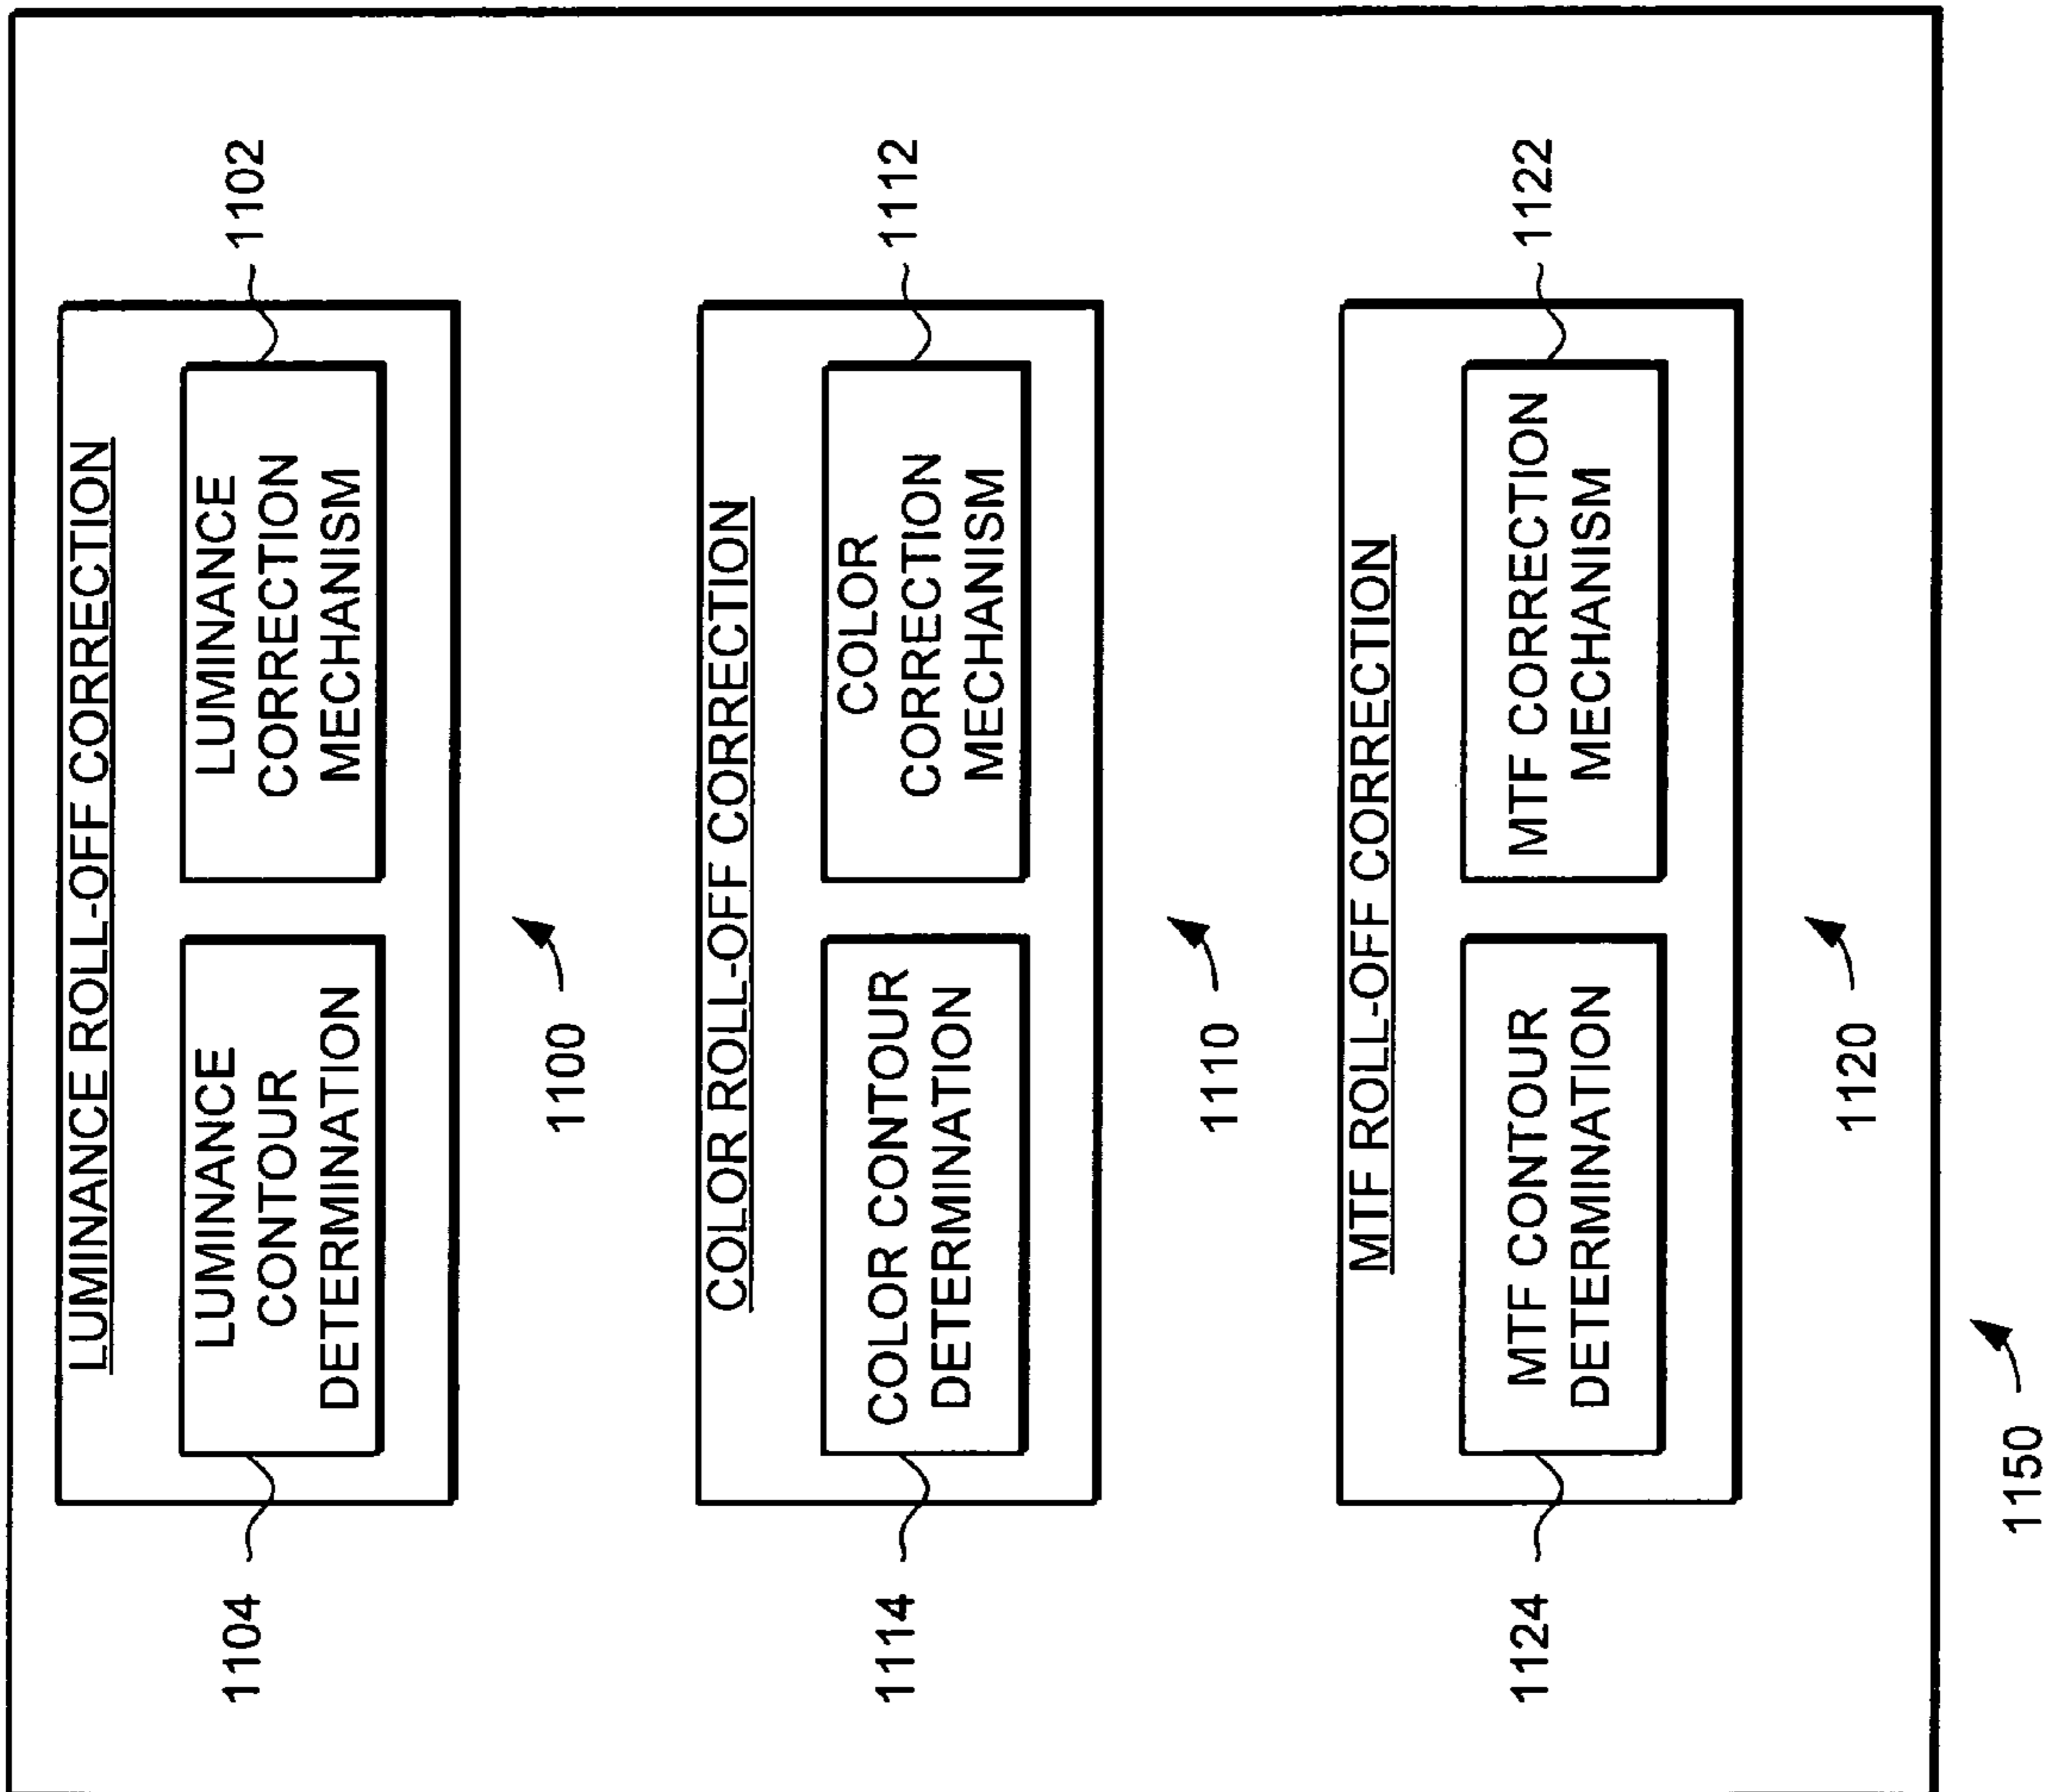 LUMINANCE ROLL-OFF CORRECTION
1104
LUMINANCE
CONTOUR
DETERMINATION
LUMINANCE
CORRECTION
MECHANISM
1102
1100
COLOR ROLL-OFF CORRECTION
1114
COLOR CONTOUR
DETERMINATION
COLOR
CORRECTION
MECHANISM
1112
1110
MTF ROLL-OFF CORRECTION
1124
MTF CONTOUR
DETERMINATION
MTF CORRECTION
MECHANISM
1122
1120
1150